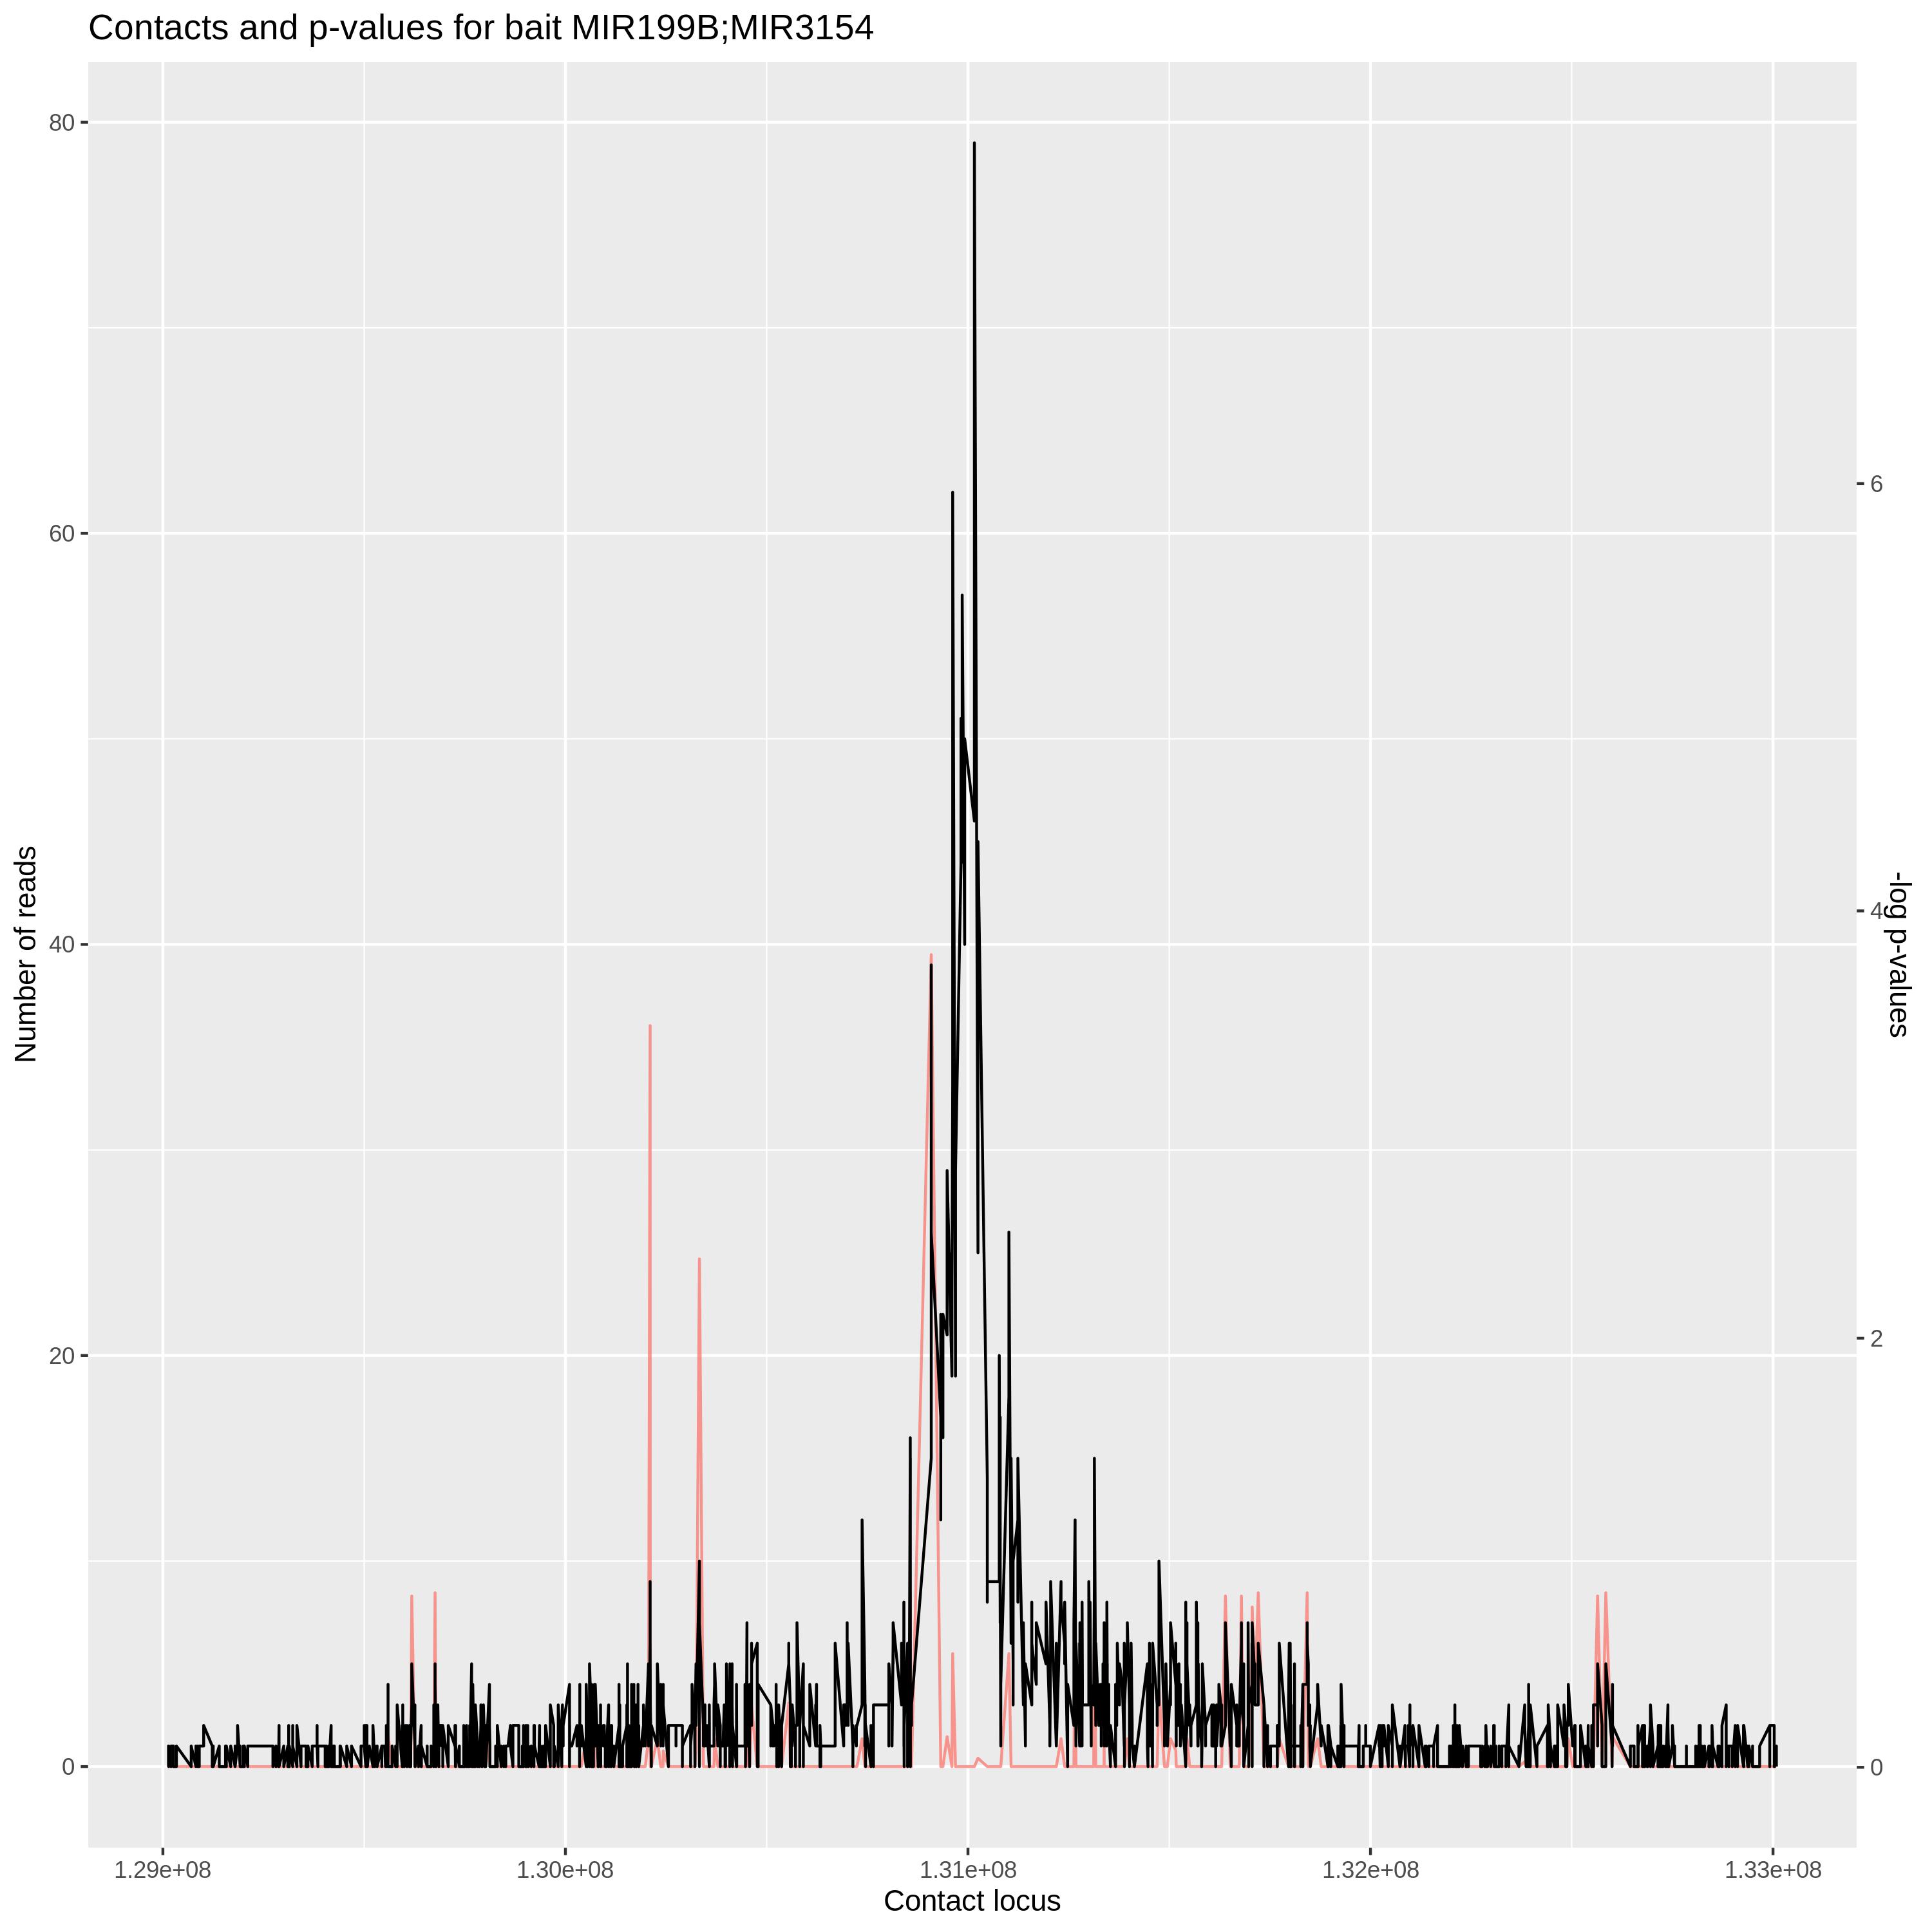 Contacts and p-values for bait MIR199B;MIR3154
80
60
40
20
0
Number of reads
6
4
2
0
-log p-values
1.29e+08 1.30e+08 1.31e+08 1.32e+08 1.33e+08
Contact locus